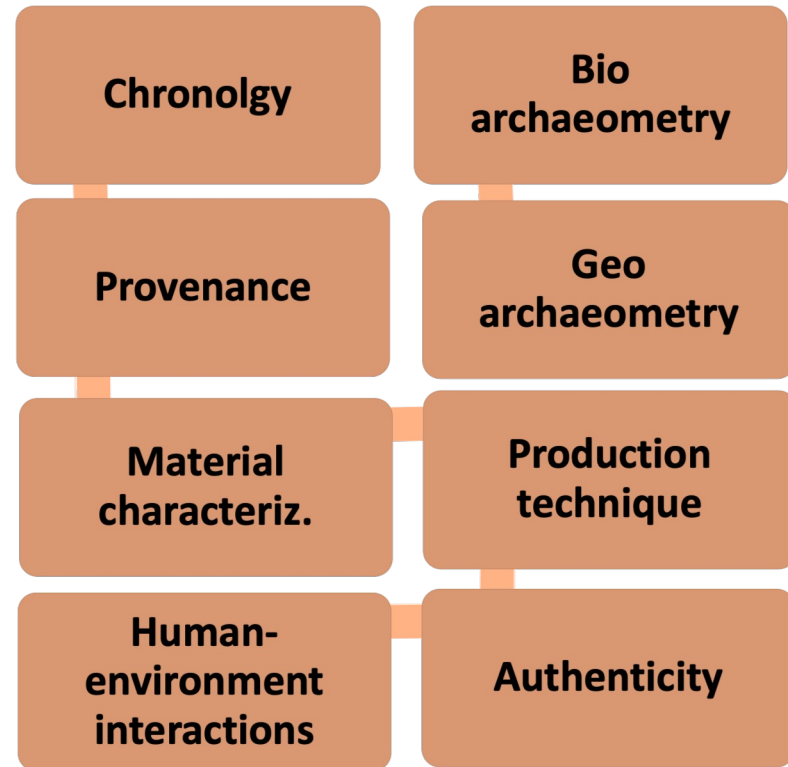 Chronolgy
Bio
archaeometry
Provenance
Geo
archaeometry
Material
characteriz.
Production
technique
Human-
environment
interactions
Authenticity